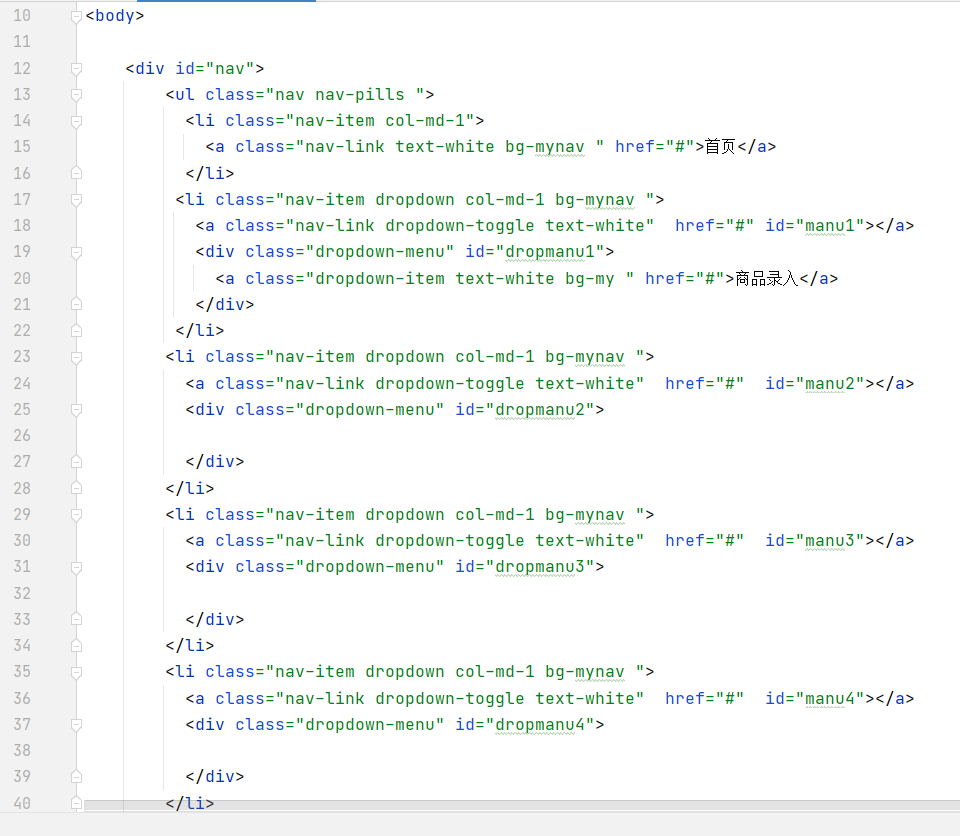 10 <body>
11
12 <div id="nav">
13 <ul class="nav nav-pills ">
14 <li class="nav-item col-md-1">
15 <a class="nav-link text-white bg-mynav " href="#">首页</a>
16 </li>
17 <li class="nav-item dropdown col-md-1 bg-mynav ">
18 <a class="nav-link dropdown-toggle text-white"  href="#" id="manu1"></a>
19 <div class="dropdown-menu" id="dropmanu1">
20 <a class="dropdown-item text-white bg-my " href="#">商品录入</a>
21 </div>
22 </li>
23 <li class="nav-item dropdown col-md-1 bg-mynav ">
24 <a class="nav-link dropdown-toggle text-white"  href="#"  id="manu2"></a>
25 <div class="dropdown-menu" id="dropmanu2">
26
27 </div>
28 </li>
29 <li class="nav-item dropdown col-md-1 bg-mynav ">
30 <a class="nav-link dropdown-toggle text-white"  href="#"  id="manu3"></a>
31 <div class="dropdown-menu" id="dropmanu3">
32
33 </div>
34 </li>
35 <li class="nav-item dropdown col-md-1 bg-mynav ">
36 <a class="nav-link dropdown-toggle text-white"  href="#"  id="manu4"></a>
37 <div class="dropdown-menu" id="dropmanu4">
38
39 </div>
40 </li>